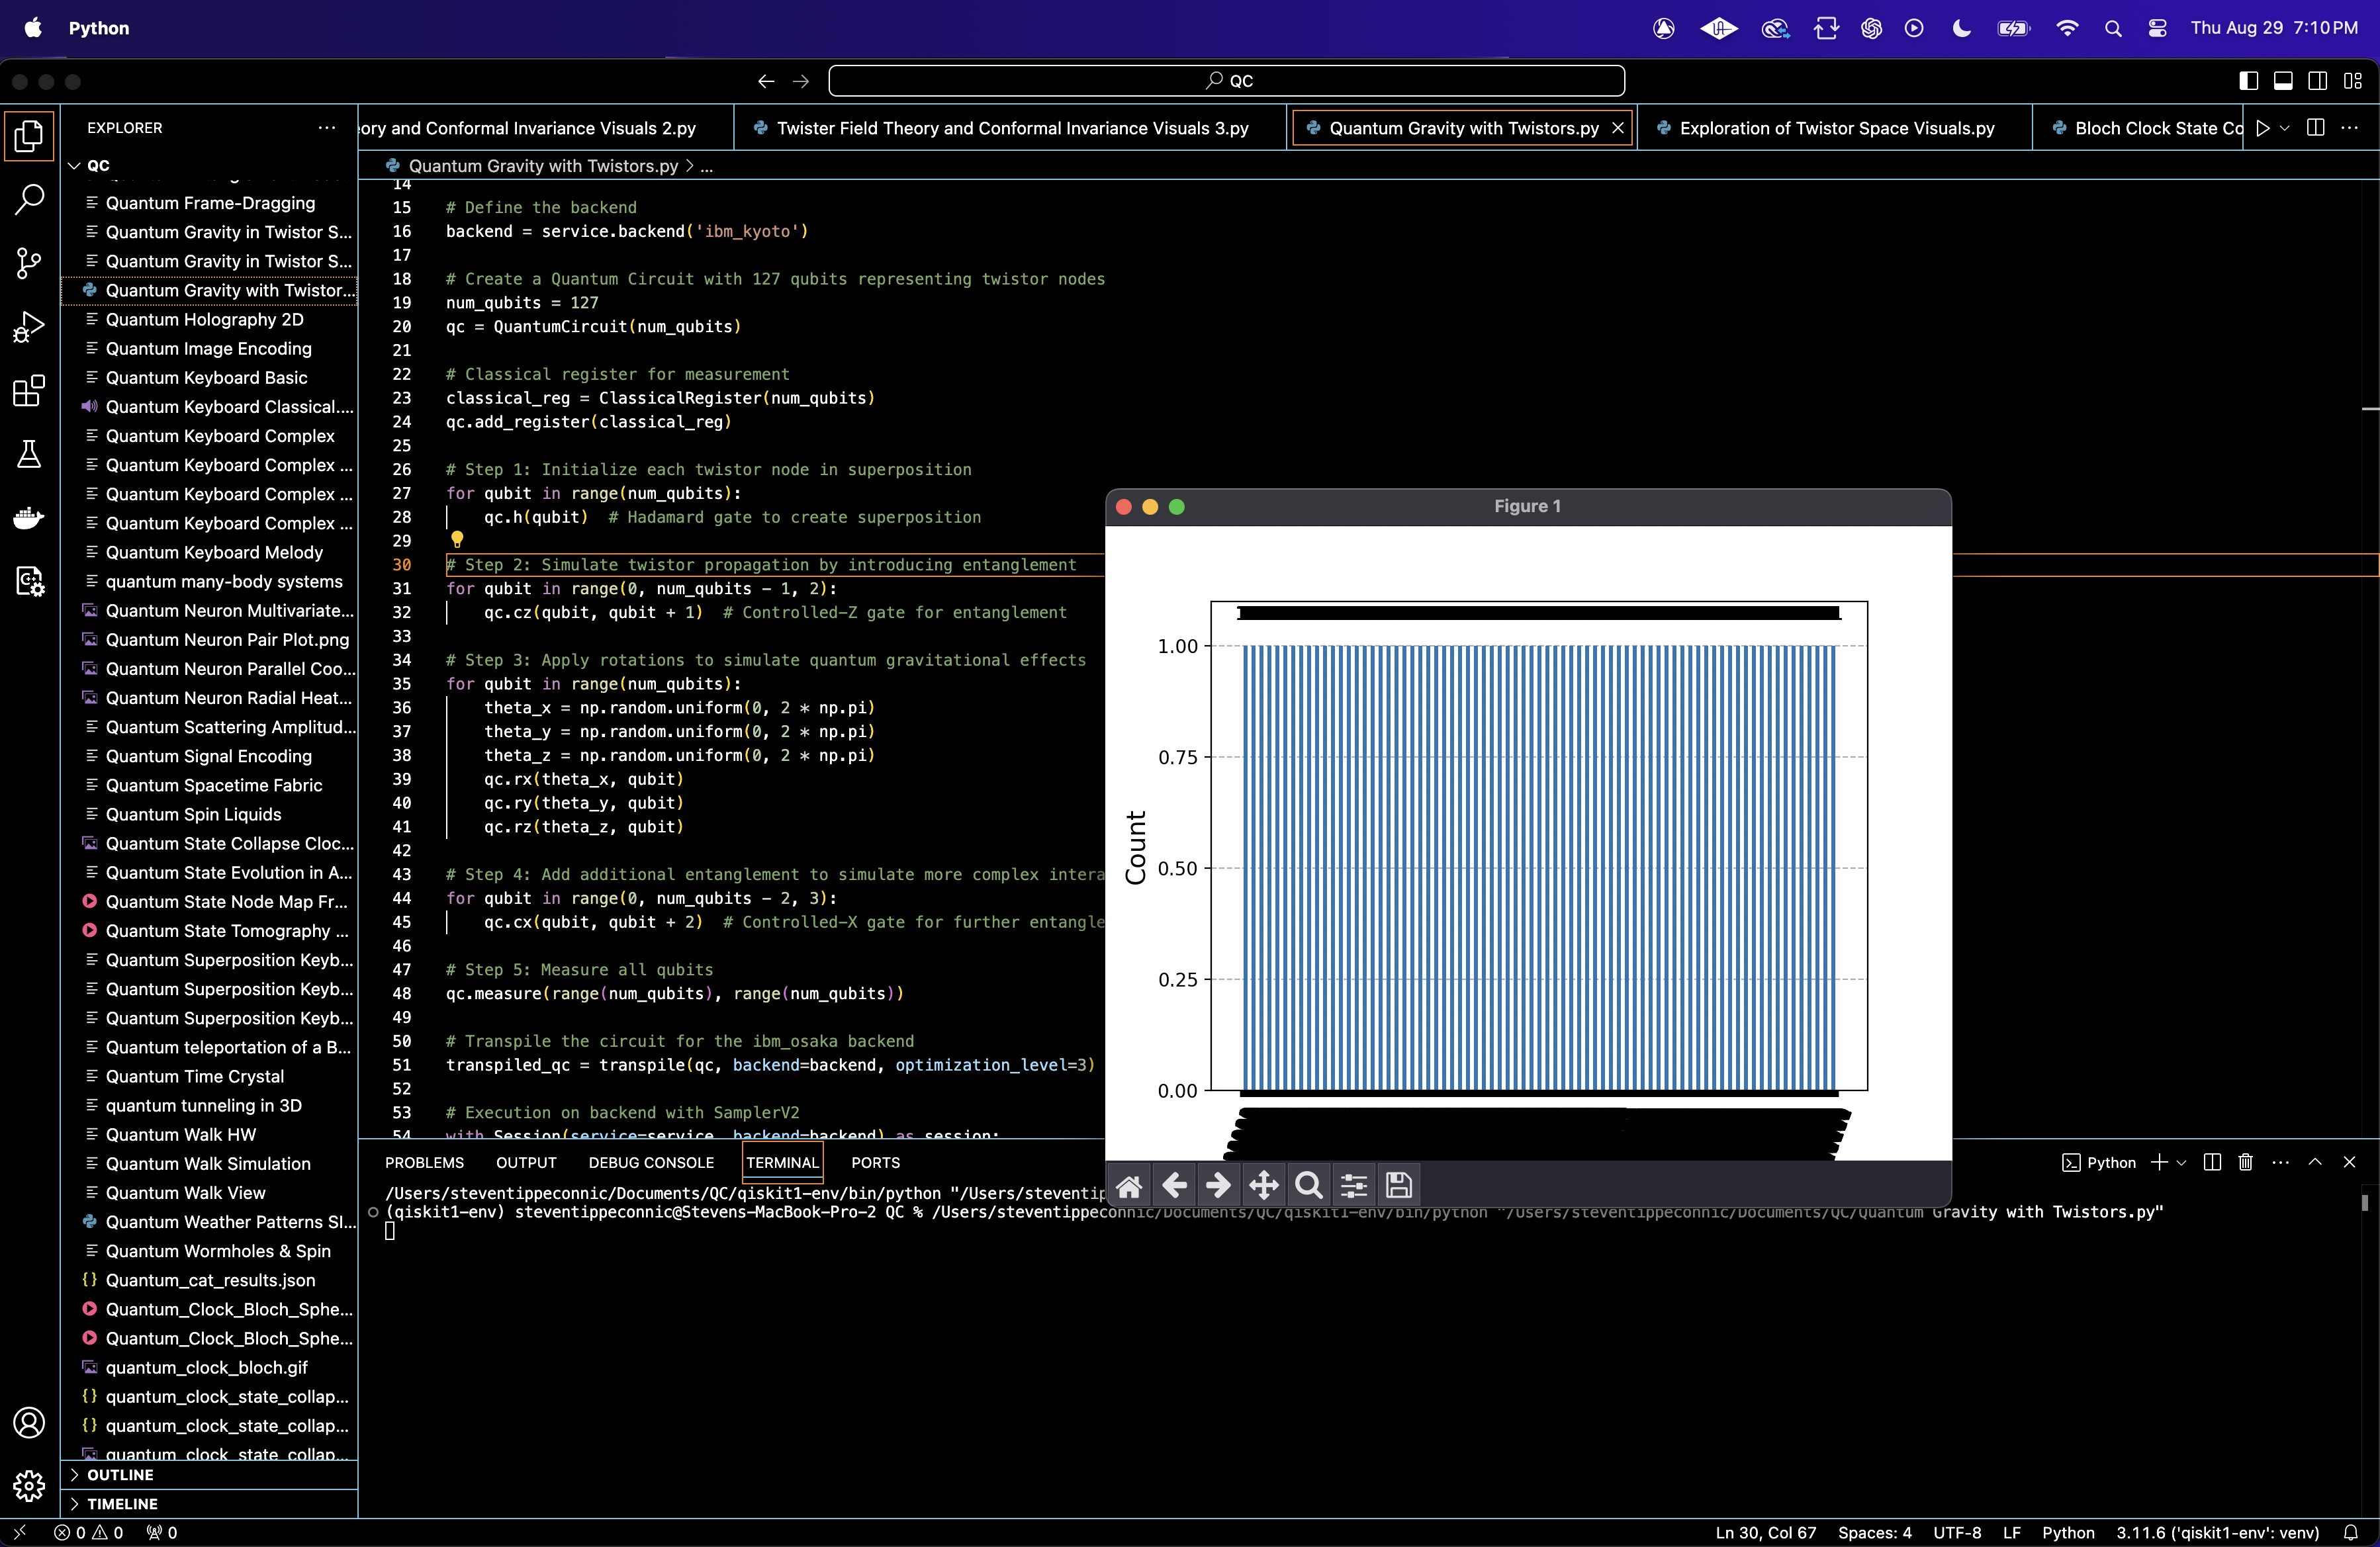 Python
Thu Aug 29 7:10 PM
QC
EXPLORER
ory and Conformal Invariance Visuals 2.py
Twister Field Theory and Conformal Invariance Visuals 3.py
Quantum Gravity with Twistors.py
Exploration of Twistor Space Visuals.py
Bloch Clock State Co
QC
Quantum Gravity with Twistors.py > ...
Quantum Frame-Dragging
Quantum Gravity in Twistor S...
Quantum Gravity in Twistor S...
Quantum Gravity with Twistor...
Quantum Holography 2D
Quantum Image Encoding
Quantum Keyboard Basic
Quantum Keyboard Classical....
Quantum Keyboard Complex
Quantum Keyboard Complex ...
Quantum Keyboard Complex ...
Quantum Keyboard Complex ...
Quantum Keyboard Melody
quantum many-body systems
Quantum Neuron Multivariate...
Quantum Neuron Pair Plot.png
Quantum Neuron Parallel Coo...
Quantum Neuron Radial Heat...
Quantum Scattering Amplitud...
Quantum Signal Encoding
Quantum Spacetime Fabric
Quantum Spin Liquids
Quantum State Collapse Cloc...
Quantum State Evolution in A...
Quantum State Node Map Fr...
Quantum State Tomography ...
Quantum Superposition Keyb...
Quantum Superposition Keyb...
Quantum Superposition Keyb...
Quantum teleportation of a B...
Quantum Time Crystal
quantum tunneling in 3D
Quantum Walk HW
Quantum Walk Simulation
Quantum Walk View
Quantum Weather Patterns Sl...
Quantum Wormholes & Spin
Quantum_cat_results.json
Quantum_Clock_Bloch_Sphe...
Quantum_Clock_Bloch_Sphe...
quantum_clock_bloch.gif
quantum_clock_state_collap...
quantum_clock_state_collap...
quantum_clock_state_collap...
OUTLINE
TIMELINE
14
15 # Define the backend
16 backend = service.backend('ibm_kyoto')
17
18 # Create a Quantum Circuit with 127 qubits representing twistor nodes
19 num_qubits = 127
20 qc = QuantumCircuit(num_qubits)
21
22 # Classical register for measurement
23 classical_reg = ClassicalRegister(num_qubits)
24 qc.add_register(classical_reg)
25
26 # Step 1: Initialize each twistor node in superposition
27 for qubit in range(num_qubits):
28 qc.h(qubit) # Hadamard gate to create superposition
29
30 # Step 2: Simulate twistor propagation by introducing entanglement
31 for qubit in range(0, num_qubits - 1, 2):
32 qc.cz(qubit, qubit + 1) # Controlled-Z gate for entanglement
33
34 # Step 3: Apply rotations to simulate quantum gravitational effects
35 for qubit in range(num_qubits):
36 theta_x = np.random.uniform(0, 2 * np.pi)
37 theta_y = np.random.uniform(0, 2 * np.pi)
38 theta_z = np.random.uniform(0, 2 * np.pi)
39 qc.rx(theta_x, qubit)
40 qc.ry(theta_y, qubit)
41 qc.rz(theta_z, qubit)
42
43 # Step 4: Add additional entanglement to simulate more complex intera
44 for qubit in range(0, num_qubits - 2, 3):
45 qc.cx(qubit, qubit + 2) # Controlled-X gate for further entangle
46
47 # Step 5: Measure all qubits
48 qc.measure(range(num_qubits), range(num_qubits))
49
50 # Transpile the circuit for the ibm_osaka backend
51 transpiled_qc = transpile(qc, backend=backend, optimization_level=3)
52
53 # Execution on backend with SamplerV2
54 with Session(service=service, backend=backend) as session:
Figure 1
1.00
0.75
0.50
0.25
0.00
Count
PROBLEMS
OUTPUT
DEBUG CONSOLE
TERMINAL
PORTS
Python
/Users/steventippeconnic/Documents/QC/qiskit1-env/bin/python "/Users/steventip
(qiskit1-env) steventippeconnic@Stevens-MacBook-Pro-2 QC % /Users/steventippeconnic/Documents/QC/qiskit1-env/bin/python "/Users/steventippeconnic/Documents/QC/Quantum Gravity with Twistors.py"
0 0 0
Ln 30, Col 67 Spaces: 4 UTF-8 LF Python 3.11.6 ('qiskit1-env': venv)